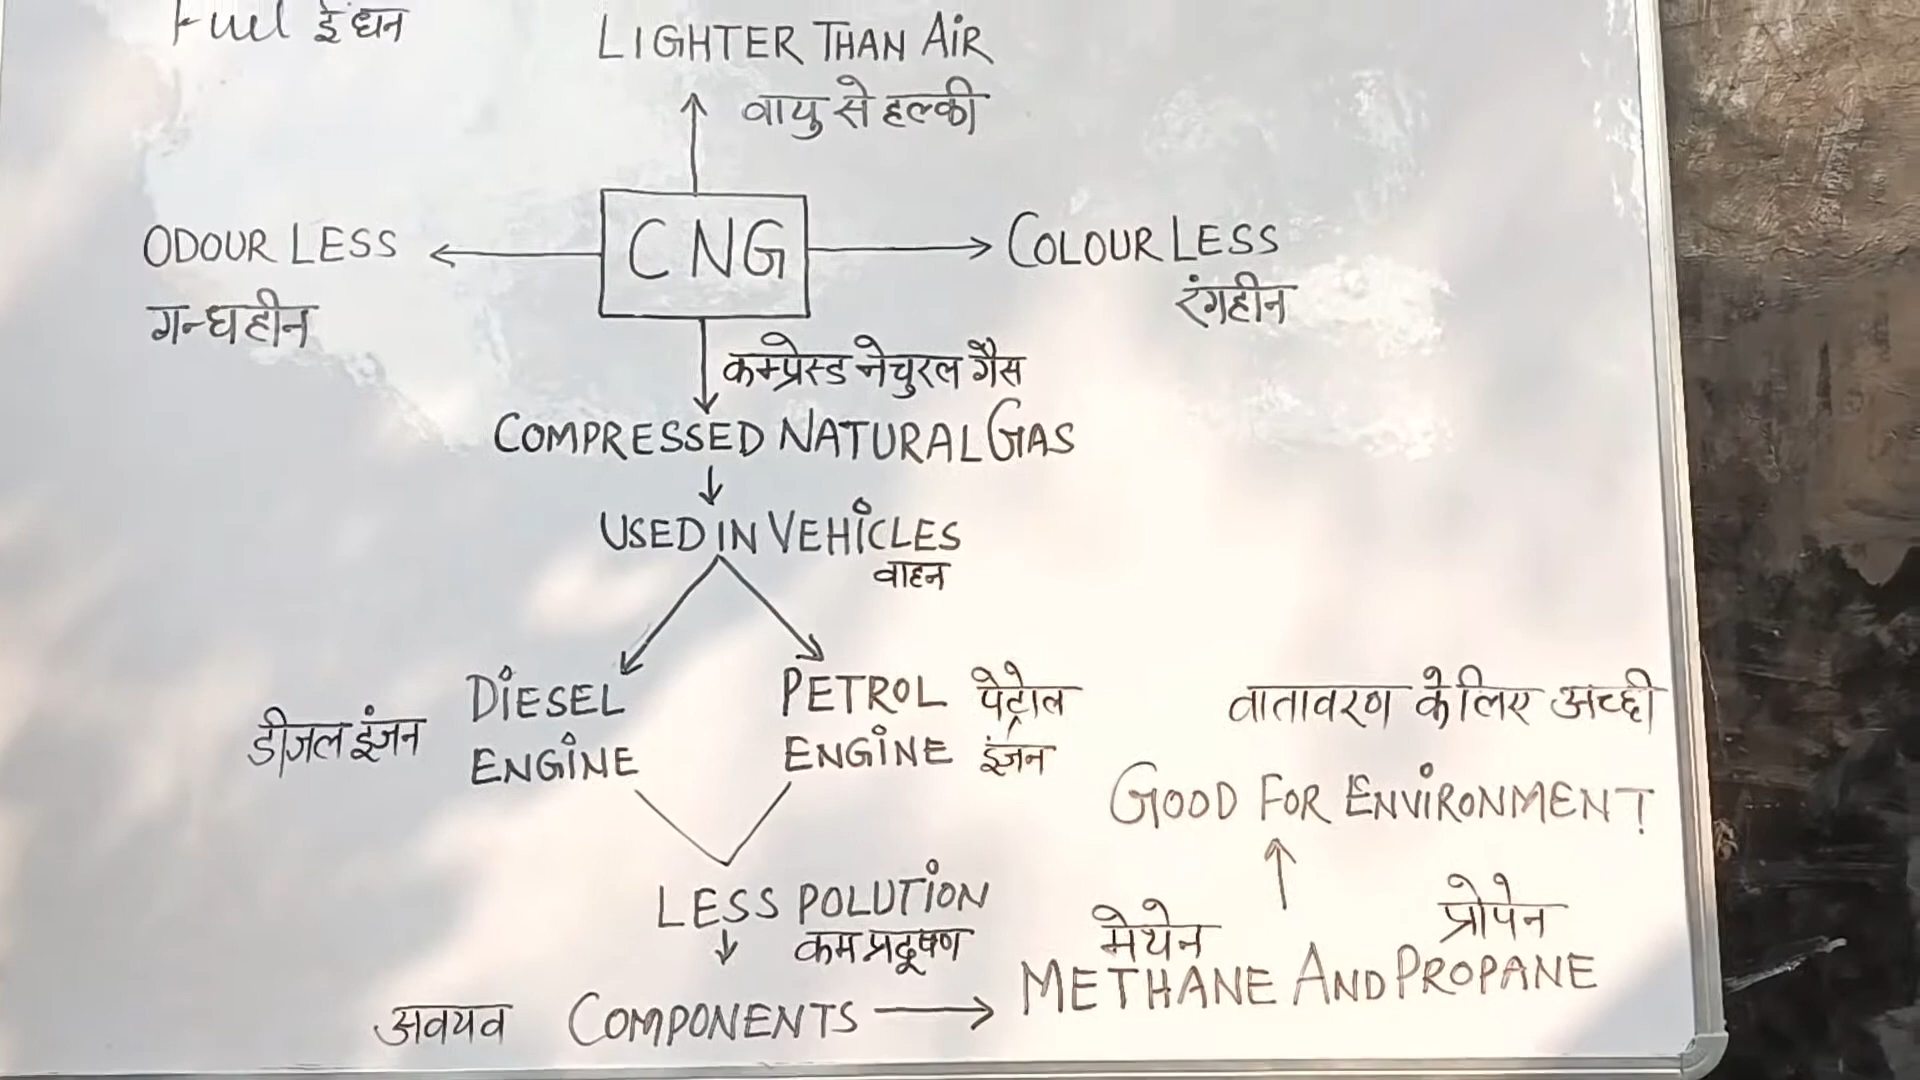 Fuel ईंधन
LIGHTER THAN AiR
वायु से हल्की
ODOUR LESS
गन्धहीन
CNG
COLOUR LESS
रंगहीन
कम्प्रेस्ड नेचुरल गैस
COMPRESSED NATURAL GAS
USED IN VEHiCLES
वाहन
डीजल इंजन
DiESEL
ENGiNE
PETROL पेट्रोल
ENGiNE इंजन
वातावरण के लिए अच्छी
GOOD FOR ENViRONMENT
LESS POLUTiON
कम प्रदूषण
मेथेन
प्रोपेन
METHANE AND PROPANE
अवयव COMPONENTS